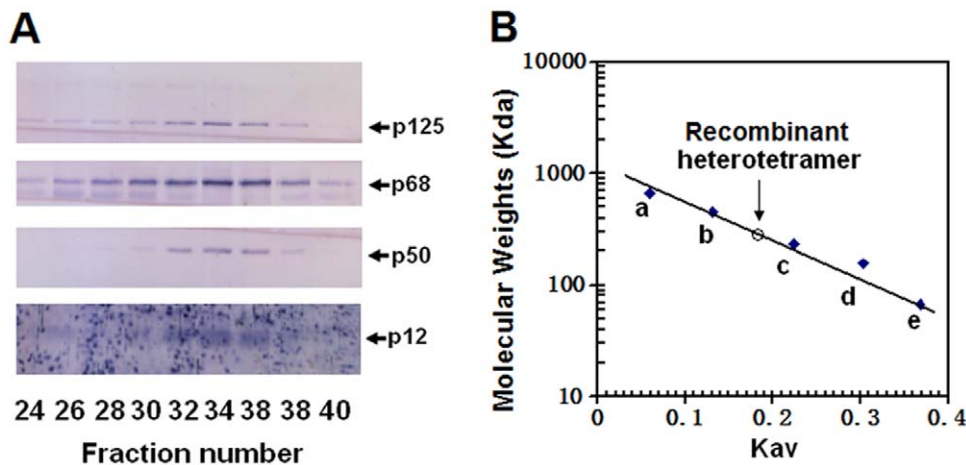 A
p125
p68
p50
p12
24 26 28 30 32 34 38 38 40
Fraction number
B
Molecular Weights (Kda)
10000
1000
100
10
Recombinant
heterotetramer
a
b
c
d
e
0 0.1 0.2 0.3 0.4
Kav